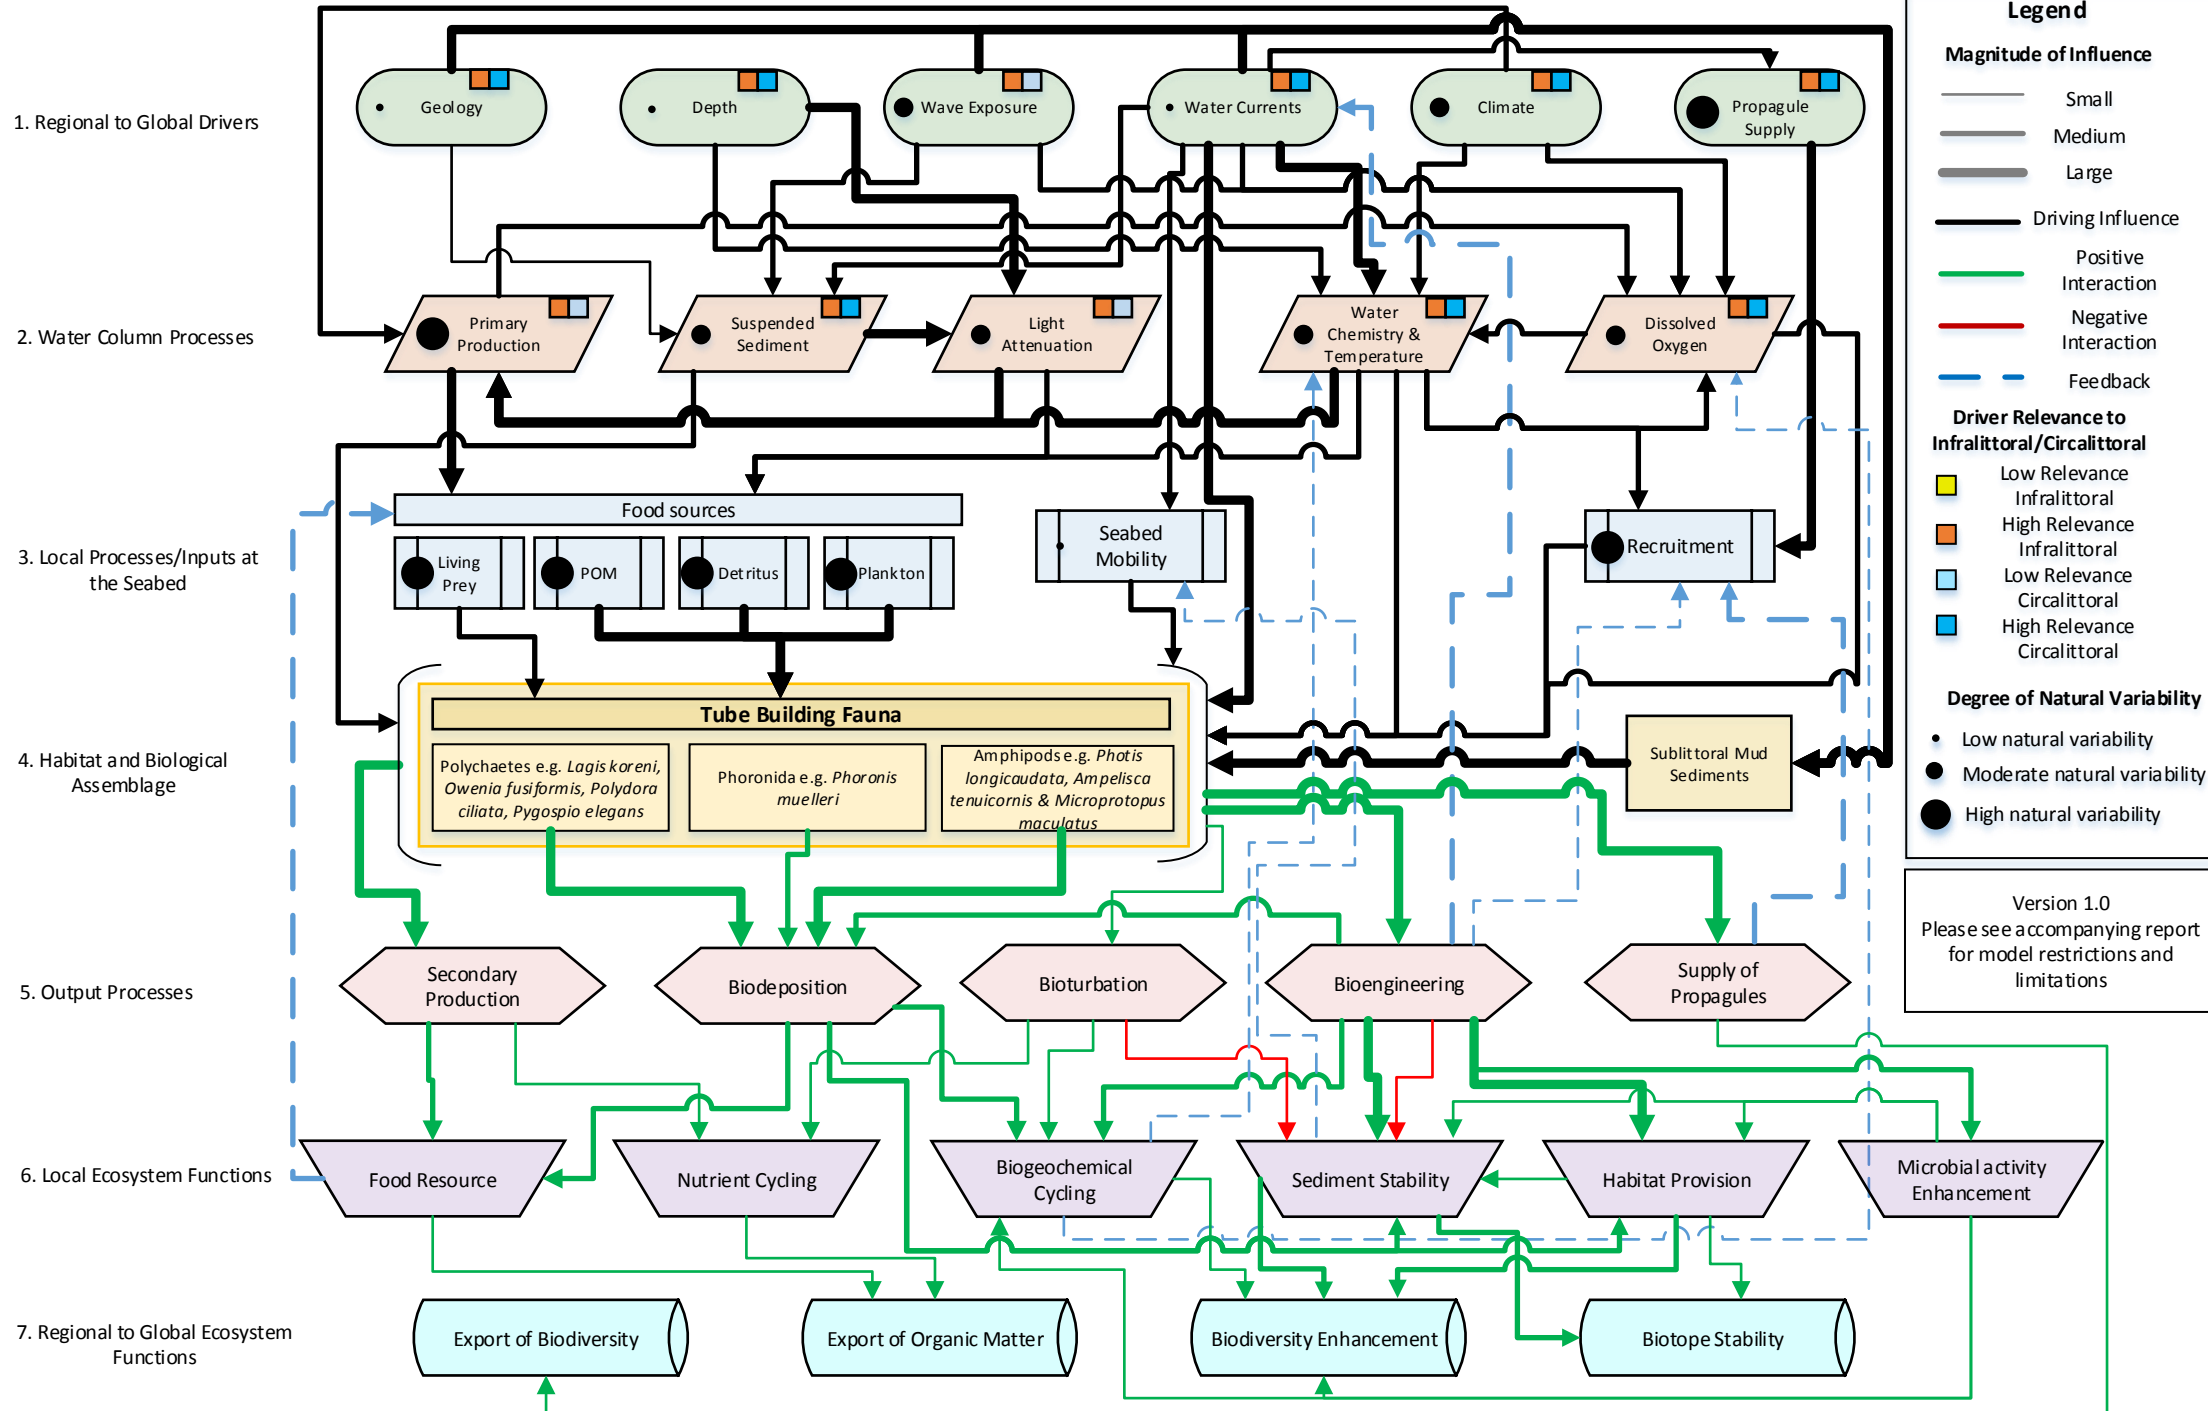 Legend
Magnitude of Influence
Small
Medium
Large
Driving Influence
Positive
Interaction
Negative
Interaction
Feedback
Driver Relevance to
Infralittoral/Circalittoral
Low Relevance
Infralittoral
High Relevance
Infralittoral
Low Relevance
Circalittoral
High Relevance
Circalittoral
Degree of Natural Variability
Low natural variability
Moderate natural variability
High natural variability
Version 1.0
Please see accompanying report
for model restrictions and
limitations
1. Regional to Global Drivers
Geology
Depth
Wave Exposure
Water Currents
Climate
Propagule
Supply
2. Water Column Processes
Primary
Production
Suspended
Sediment
Light
Attenuation
Water
Chemistry &
Temperature
Dissolved
Oxygen
3. Local Processes/Inputs at
the Seabed
Food sources
Living
Prey
POM
Detritus
Plankton
Seabed
Mobility
Recruitment
4. Habitat and Biological
Assemblage
Tube Building Fauna
Polychaetes e.g. Lagis koreni,
Owenia fusiformis, Polydora
ciliata, Pygospio elegans
Phoronida e.g. Phoronis
muelleri
Amphipods e.g. Photis
longicaudata, Ampelisca
tenuicornis & Microprotopus
maculatus
Sublittoral Mud
Sediments
5. Output Processes
Secondary
Production
Biodeposition
Bioturbation
Bioengineering
Supply of
Propagules
6. Local Ecosystem Functions
Food Resource
Nutrient Cycling
Biogeochemical
Cycling
Sediment Stability
Habitat Provision
Microbial activity
Enhancement
7. Regional to Global Ecosystem
Functions
Export of Biodiversity
Export of Organic Matter
Biodiversity Enhancement
Biotope Stability